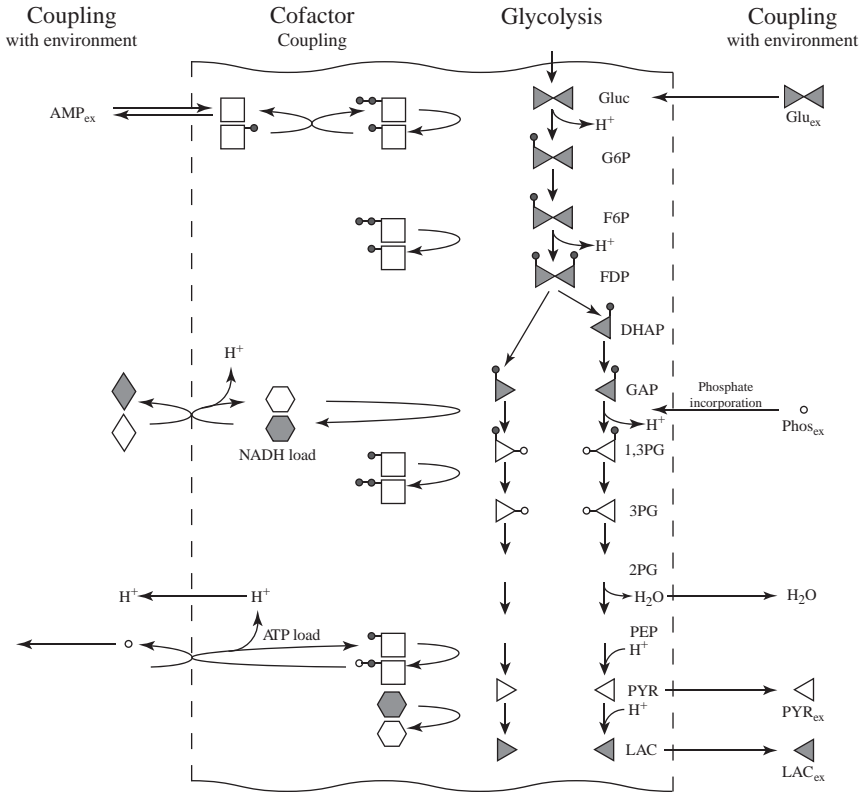 Coupling
with environment
Cofactor
Coupling
Glycolysis
Coupling
with environment
AMPex
Gluc
Gluex
H+
G6P
F6P
H+
FDP
DHAP
H+
GAP
Phosphate
incorporation
H+
Phosex
NADH load
1,3PG
3PG
2PG
H+
H+
H2O
H2O
ATP load
PEP
H+
PYR
PYRex
H+
LAC
LACex